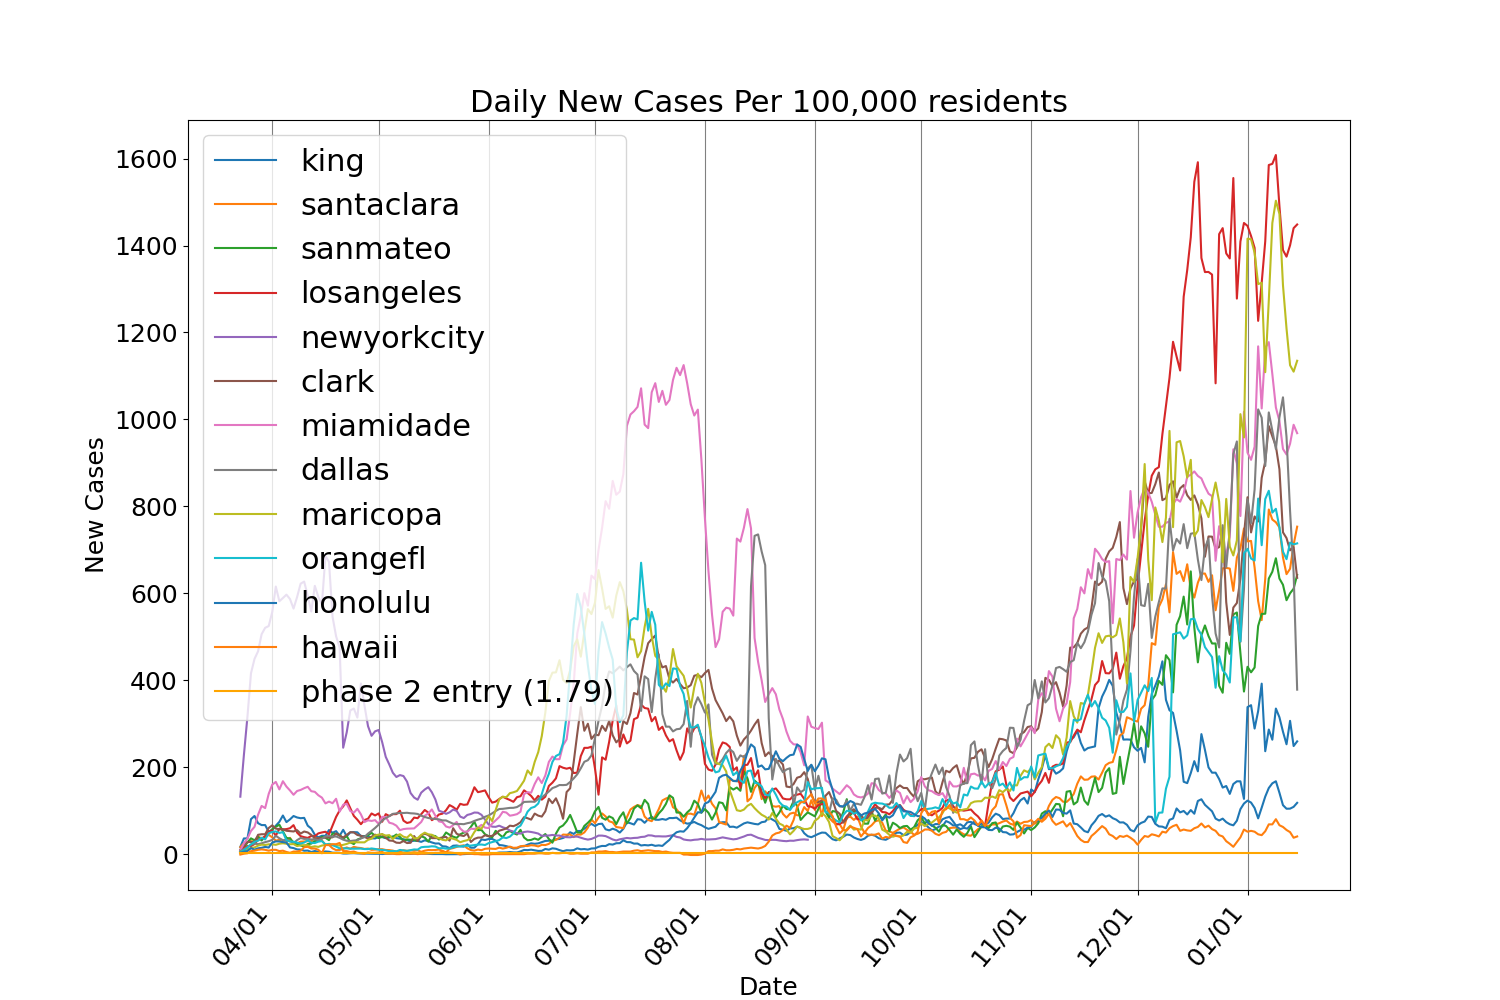 Daily New Cases Per 100,000 residents
New Cases
1600
1400
1200
1000
800
600
400
200
0
king
santaclara
sanmateo
losangeles
newyorkcity
clark
miamidade
dallas
maricopa
orangefl
honolulu
hawaii
phase 2 entry (1.79)
04/01
05/01
06/01
07/01
08/01
09/01
10/01
11/01
12/01
01/01
Date